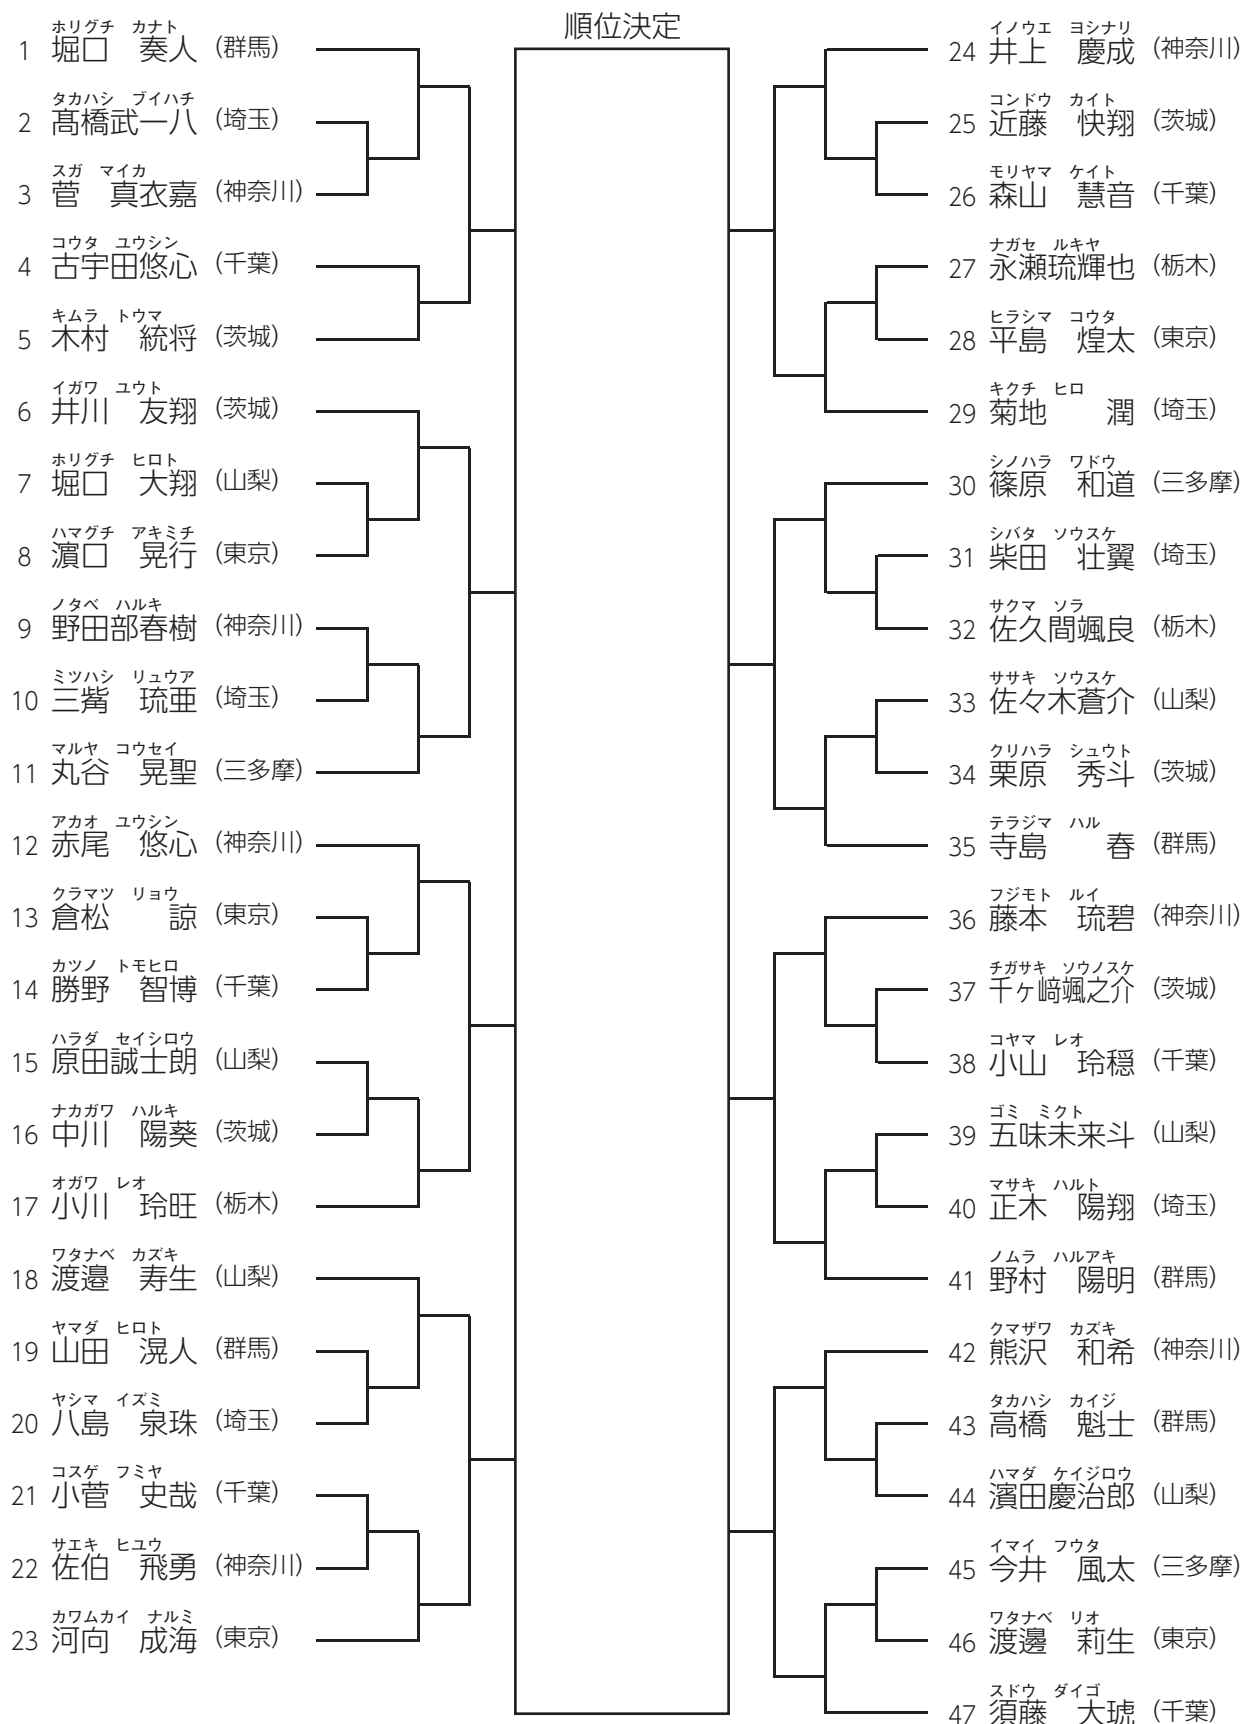 順位決定
ホリグチ　カナト
1 堀口　奏人 (群馬)
タカハシ　ブイハチ
2 髙橋武一八 (埼玉)
スガ　マイカ
3 菅　真衣嘉 (神奈川)
コウタ　ユウシン
4 古宇田悠心 (千葉)
キムラ　トウマ
5 木村　統将 (茨城)
イガワ　ユウト
6 井川　友翔 (茨城)
ホリグチ　ヒロト
7 堀口　大翔 (山梨)
ハマグチ　アキミチ
8 濵口　晃行 (東京)
ノタベ　ハルキ
9 野田部春樹 (神奈川)
ミツハシ　リュウア
10 三觜　琉亜 (埼玉)
マルヤ　コウセイ
11 丸谷　晃聖 (三多摩)
アカオ　ユウシン
12 赤尾　悠心 (神奈川)
クラマツ　リョウ
13 倉松　諒 (東京)
カツノ　トモヒロ
14 勝野　智博 (千葉)
ハラダ　セイシロウ
15 原田誠士朗 (山梨)
ナカガワ　ハルキ
16 中川　陽葵 (茨城)
オガワ　レオ
17 小川　玲旺 (栃木)
ワタナベ　カズキ
18 渡邉　寿生 (山梨)
ヤマダ　ヒロト
19 山田　滉人 (群馬)
ヤシマ　イズミ
20 八島　泉珠 (埼玉)
コスゲ　フミヤ
21 小菅　史哉 (千葉)
サエキ　ヒユウ
22 佐伯　飛勇 (神奈川)
カワムカイ　ナルミ
23 河向　成海 (東京)
イノウエ　ヨシナリ
24 井上　慶成 (神奈川)
コンドウ　カイト
25 近藤　快翔 (茨城)
モリヤマ　ケイト
26 森山　慧音 (千葉)
ナガセ　ルキヤ
27 永瀬琉輝也 (栃木)
ヒラシマ　コウタ
28 平島　煌太 (東京)
キクチ　ヒロ
29 菊地　潤 (埼玉)
シノハラ　ワドウ
30 篠原　和道 (三多摩)
シバタ　ソウスケ
31 柴田　壮翼 (埼玉)
サクマ　ソラ
32 佐久間颯良 (栃木)
ササキ　ソウスケ
33 佐々木蒼介 (山梨)
クリハラ　シュウト
34 栗原　秀斗 (茨城)
テラジマ　ハル
35 寺島　春 (群馬)
フジモト　ルイ
36 藤本　琉碧 (神奈川)
チガサキ　ソウノスケ
37 千ヶ﨑颯之介 (茨城)
コヤマ　レオ
38 小山　玲穏 (千葉)
ゴミ　ミクト
39 五味未来斗 (山梨)
マサキ　ハルト
40 正木　陽翔 (埼玉)
ノムラ　ハルアキ
41 野村　陽明 (群馬)
クマザワ　カズキ
42 熊沢　和希 (神奈川)
タカハシ　カイジ
43 高橋　魁士 (群馬)
ハマダ　ケイジロウ
44 濱田慶治郎 (山梨)
イマイ　フウタ
45 今井　風太 (三多摩)
ワタナベ　リオ
46 渡邊　莉生 (東京)
スドウ　ダイゴ
47 須藤　大琥 (千葉)